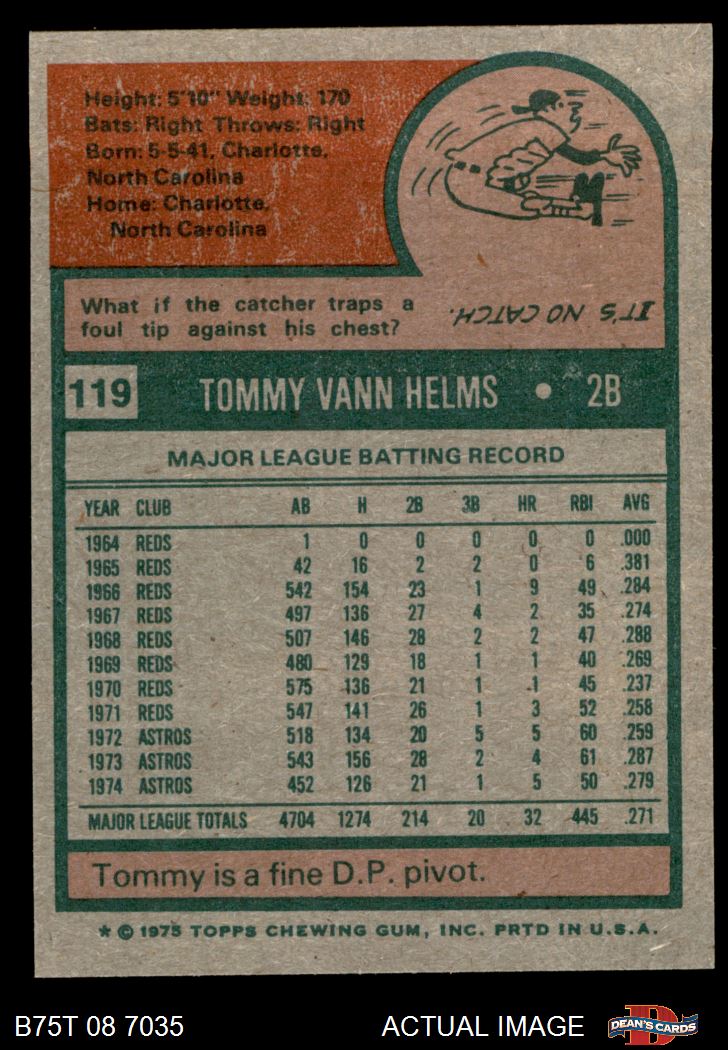 Height: 5'10" Weight: 170
Bats: Right Throws: Right
Born: 5-5-41, Charlotte,
North Carolina
Home: Charlotte,
North Carolina
What if the catcher traps a
foul tip against his chest?
IT'S NO CATCH.
119 TOMMY VANN HELMS • 2B
MAJOR LEAGUE BATTING RECORD
YEAR CLUB AB H 2B 3B HR RBI AVG
1964 REDS 1 0 0 0 0 0 .000
1965 REDS 42 16 2 2 0 6 .381
1966 REDS 542 154 23 1 9 49 .284
1967 REDS 497 136 27 4 2 35 .274
1968 REDS 507 146 28 2 2 47 .288
1969 REDS 480 129 18 1 1 40 .269
1970 REDS 575 136 21 1 1 45 .237
1971 REDS 547 141 26 1 3 52 .258
1972 ASTROS 518 134 20 5 5 60 .259
1973 ASTROS 543 156 28 2 4 61 .287
1974 ASTROS 452 126 21 1 5 50 .279
MAJOR LEAGUE TOTALS 4704 1274 214 20 32 445 .271
Tommy is a fine D.P. pivot.
* © 1975 TOPPS CHEWING GUM, INC. PRTD IN U.S.A.
B75T 08 7035 ACTUAL IMAGE D DEAN'S CARDS